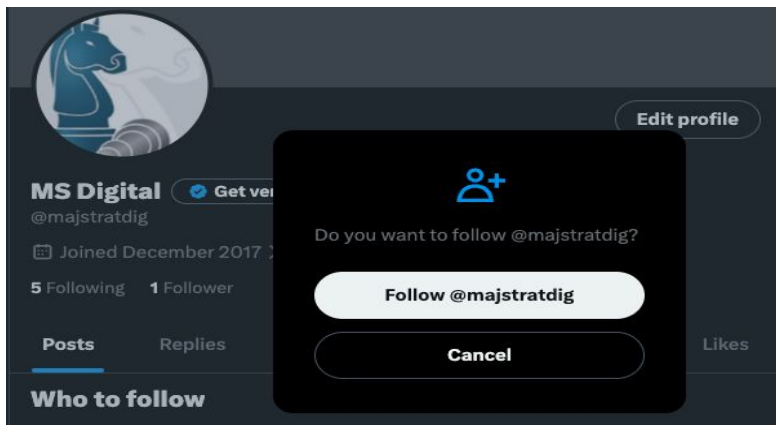 Edit profile
MS Digital Get ver
@majstratdig
Joined December 2017
5 Following 1 Follower
Posts Replies Likes
Who to follow
Do you want to follow @majstratdig?
Follow @majstratdig
Cancel